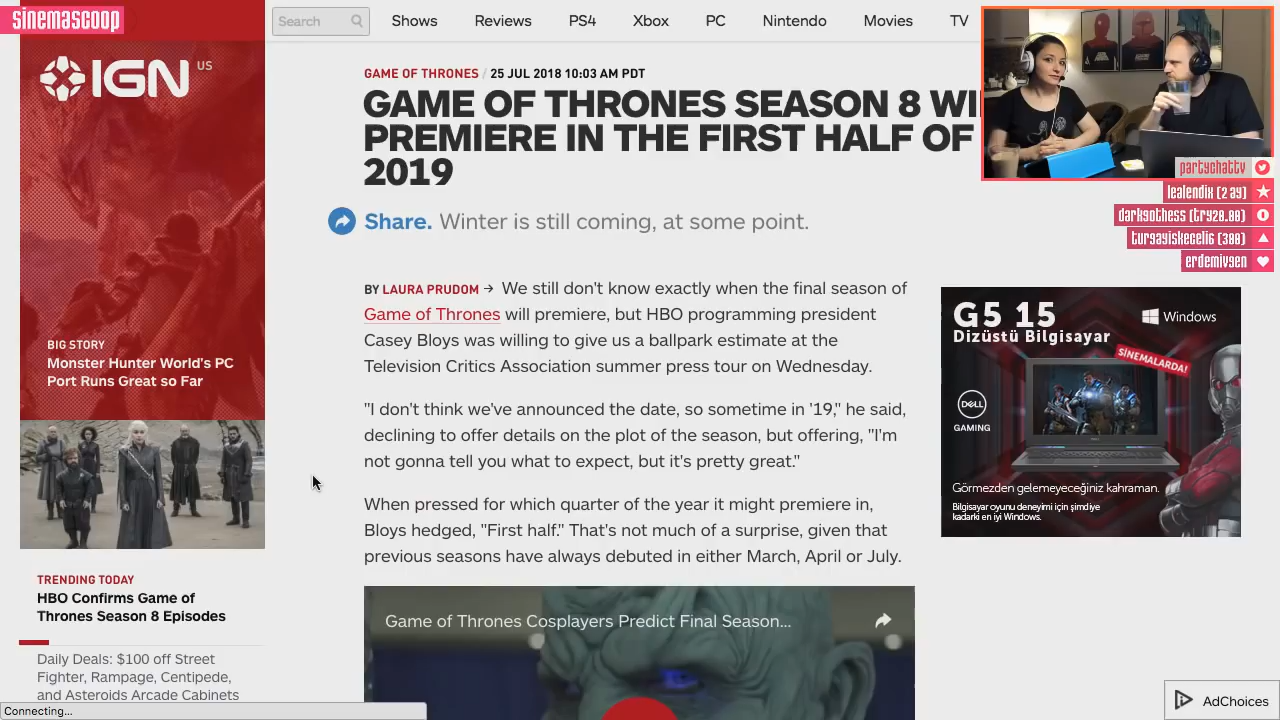 sinemascoop
Search
Shows
Reviews
PS4
Xbox
PC
Nintendo
Movies
TV
IGN US
GAME OF THRONES / 25 JUL 2018 10:03 AM PDT
GAME OF THRONES SEASON 8 WI
PREMIERE IN THE FIRST HALF OF
2019
Share. Winter is still coming, at some point.
BY LAURA PRUDOM → We still don't know exactly when the final season of
Game of Thrones will premiere, but HBO programming president
Casey Bloys was willing to give us a ballpark estimate at the
Television Critics Association summer press tour on Wednesday.
"I don't think we've announced the date, so sometime in '19," he said,
declining to offer details on the plot of the season, but offering, "I'm
not gonna tell you what to expect, but it's pretty great."
When pressed for which quarter of the year it might premiere in,
Bloys hedged, "First half." That's not much of a surprise, given that
previous seasons have always debuted in either March, April or July.
Game of Thrones Cosplayers Predict Final Season...
BIG STORY
Monster Hunter World's PC
Port Runs Great so Far
TRENDING TODAY
HBO Confirms Game of
Thrones Season 8 Episodes
Daily Deals: $100 off Street
Fighter, Rampage, Centipede,
and Asteroids Arcade Cabinets
Connecting...
partychattv
lealendix (2 ay)
darkgothess (try20.00)
turgayiskeceli6 (300)
erdemivgen
G5 15
Dizüstü Bilgisayar
Windows
SİNEMALARDA!
DELL
GAMING
Görmezden gelemeyeceğiniz kahraman.
Bilgisayar oyunu deneyimi için şimdiye
kadarki en iyi Windows.
AdChoices